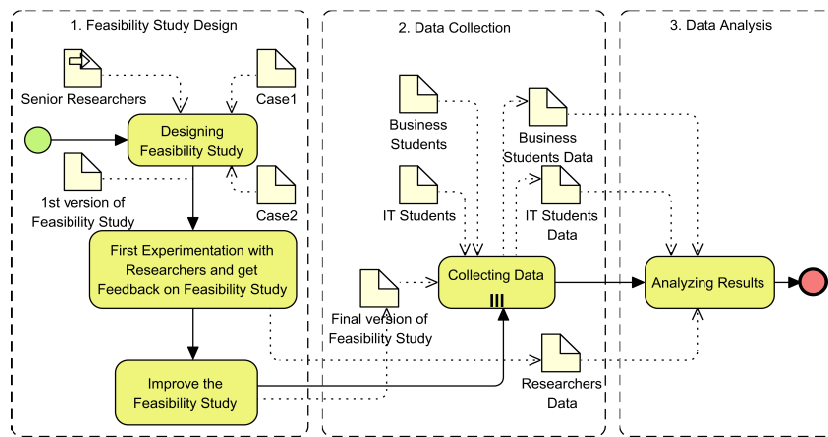 1. Feasibility Study Design
Senior Researchers
Case1
Designing
Feasibility Study
1st version of
Feasibility Study
Case2
First Experimentation with
Researchers and get
Feedback on Feasibility Study
Improve the
Feasibility Study
2. Data Collection
Business
Students
Business
Students Data
IT Students
IT Students
Data
Collecting Data
Final version of
Feasibility Study
Researchers
Data
3. Data Analysis
Analyzing Results